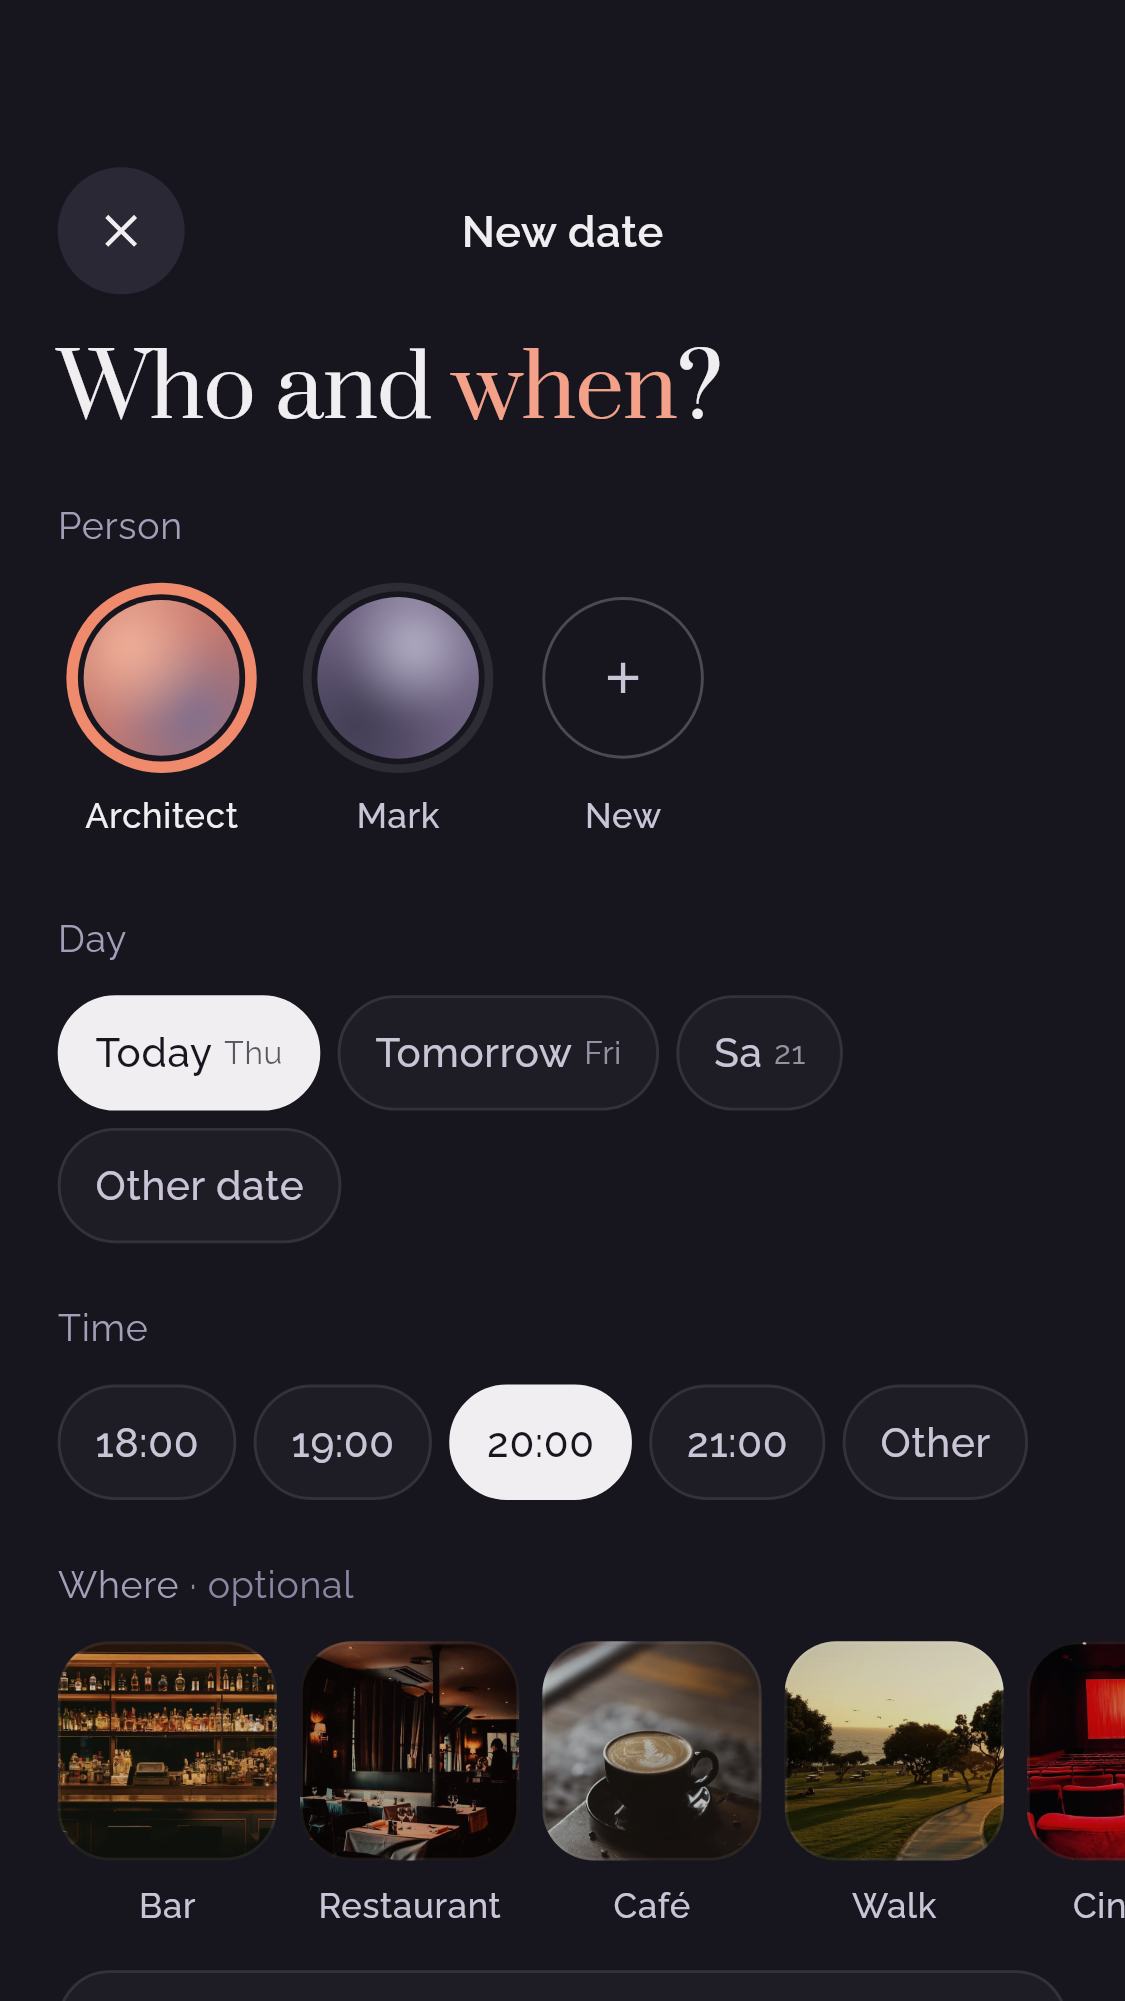 New date
Who and when?
Person
Architect Mark New
Day
Today Thu Tomorrow Fri Sa 21
Other date
Time
18:00 19:00 20:00 21:00 Other
Where · optional
Bar Restaurant Café Walk Cin